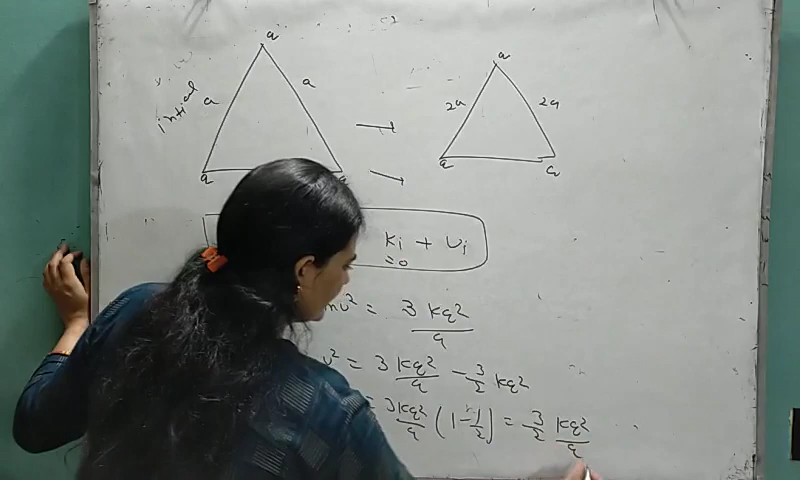 q q
a a 2a 2a
intial
q q q
ki + Ui
=0
mv² = 3 kq²/a
v² = 3 kq²/a - 3/2 kq²
= 3kq²/a (1-1/2) = 3/2 kq²/a